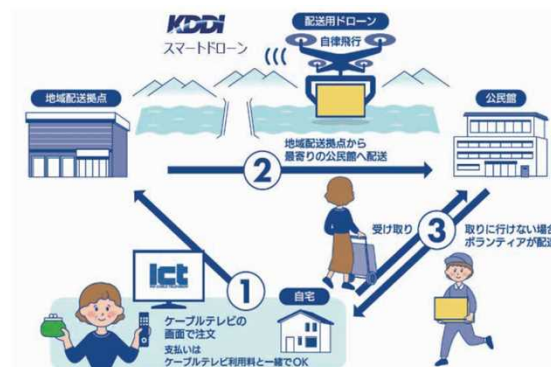 KDDI
スマートドローン
配送用ドローン
自律飛行
地域配送拠点
公民館
地域配送拠点から
最寄りの公民館へ配送
2
受け取り
3
取りに行けない場合
ボランティアが配送
ict
1
自宅
ケーブルテレビの
画面で注文
支払いは
ケーブルテレビ利用料と一緒でOK